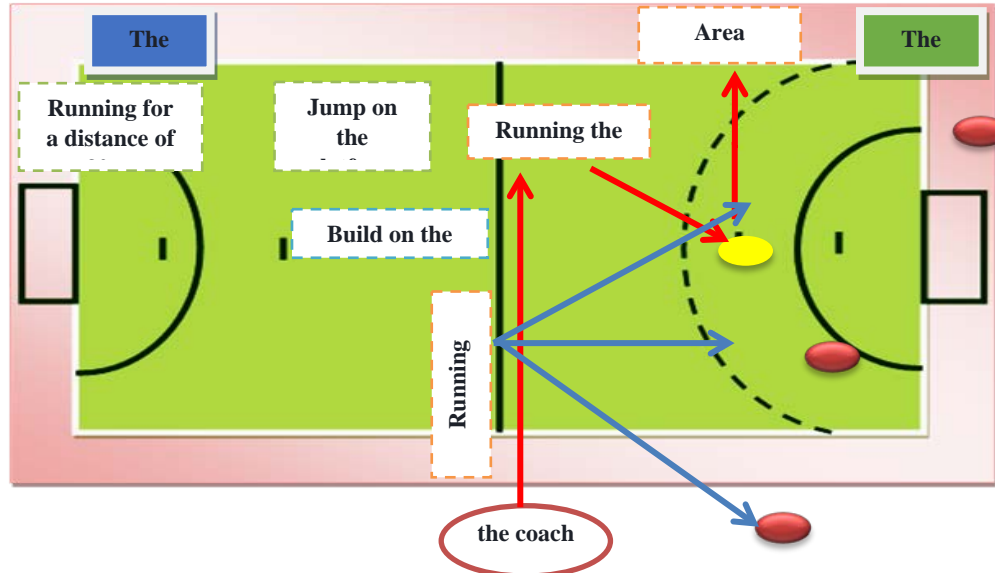 The
Area
The
Running for
a distance of
Jump on
the
Running the
Build on the
Running
the coach